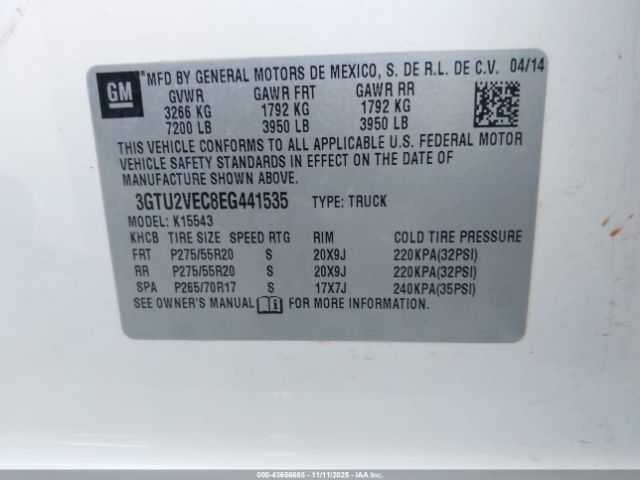 GM
®MFD BY GENERAL MOTORS DE MEXICO, S. DE R.L. DE C.V. 04/14
GVWR GAWR FRT GAWR RR
3266 KG 1792 KG 1792 KG
7200 LB 3950 LB 3950 LB
THIS VEHICLE CONFORMS TO ALL APPLICABLE U.S. FEDERAL MOTOR
VEHICLE SAFETY STANDARDS IN EFFECT ON THE DATE OF
MANUFACTURE SHOWN ABOVE.
3GTU2VEC8EG441535 TYPE: TRUCK
MODEL: K15543
KHCB TIRE SIZE SPEED RTG RIM COLD TIRE PRESSURE
FRT P275/55R20 S 20X9J 220KPA(32PSI)
RR P275/55R20 S 20X9J 220KPA(32PSI)
SPA P265/70R17 S 17X7J 240KPA(35PSI)
SEE OWNER'S MANUAL i FOR MORE INFORMATION.
000-43656685 - 11/11/2025 - IAAI.COM